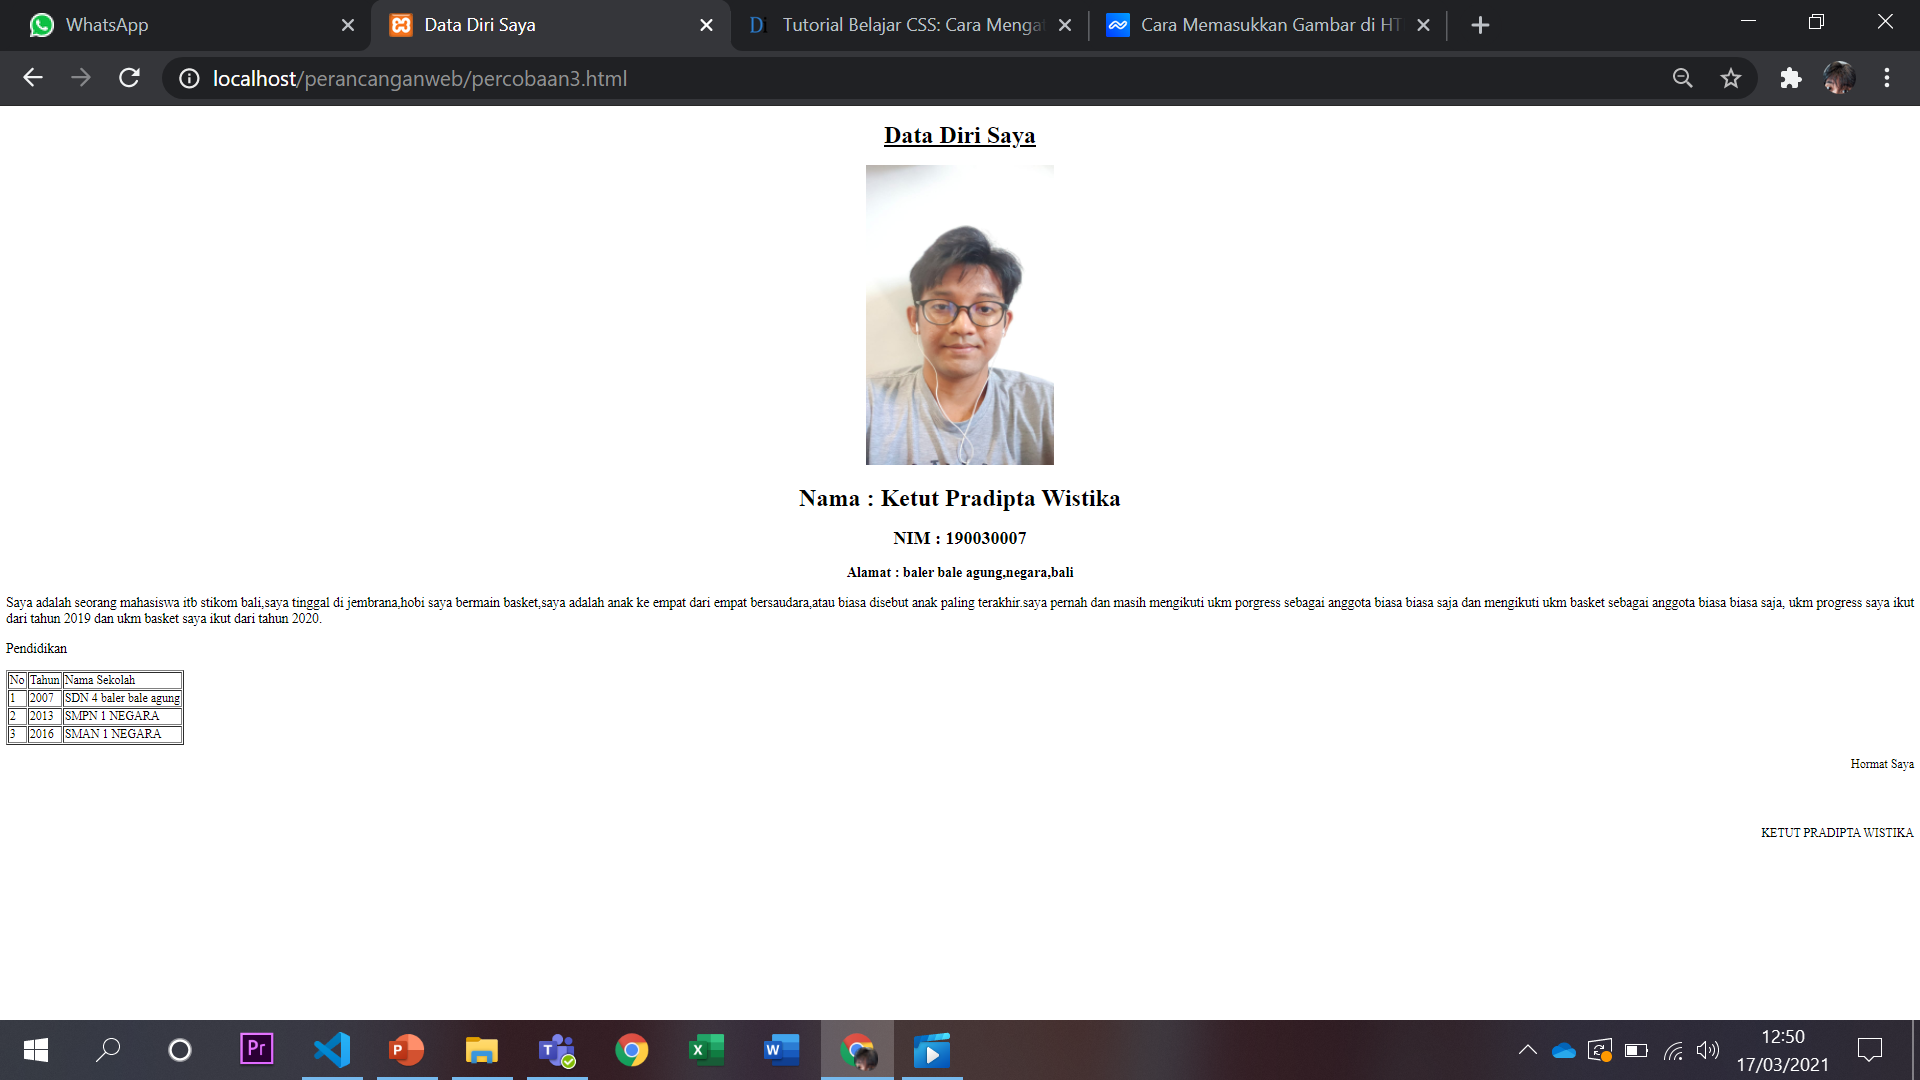 WhatsApp
Data Diri Saya
Tutorial Belajar CSS: Cara Mengat
Cara Memasukkan Gambar di HT
localhost/perancanganweb/percobaan3.html
Data Diri Saya
Nama : Ketut Pradipta Wistika
NIM : 190030007
Alamat : baler bale agung,negara,bali
Saya adalah seorang mahasiswa itb stikom bali,saya tinggal di jembrana,hobi saya bermain basket,saya adalah anak ke empat dari empat bersaudara,atau biasa disebut anak paling terakhir.saya pernah dan masih mengikuti ukm porgress sebagai anggota biasa biasa saja dan mengikuti ukm basket sebagai anggota biasa biasa saja, ukm progress saya ikut
dari tahun 2019 dan ukm basket saya ikut dari tahun 2020.
Pendidikan
No Tahun Nama Sekolah
1 2007 SDN 4 baler bale agung
2 2013 SMPN 1 NEGARA
3 2016 SMAN 1 NEGARA
Hormat Saya
KETUT PRADIPTA WISTIKA
12:50
17/03/2021